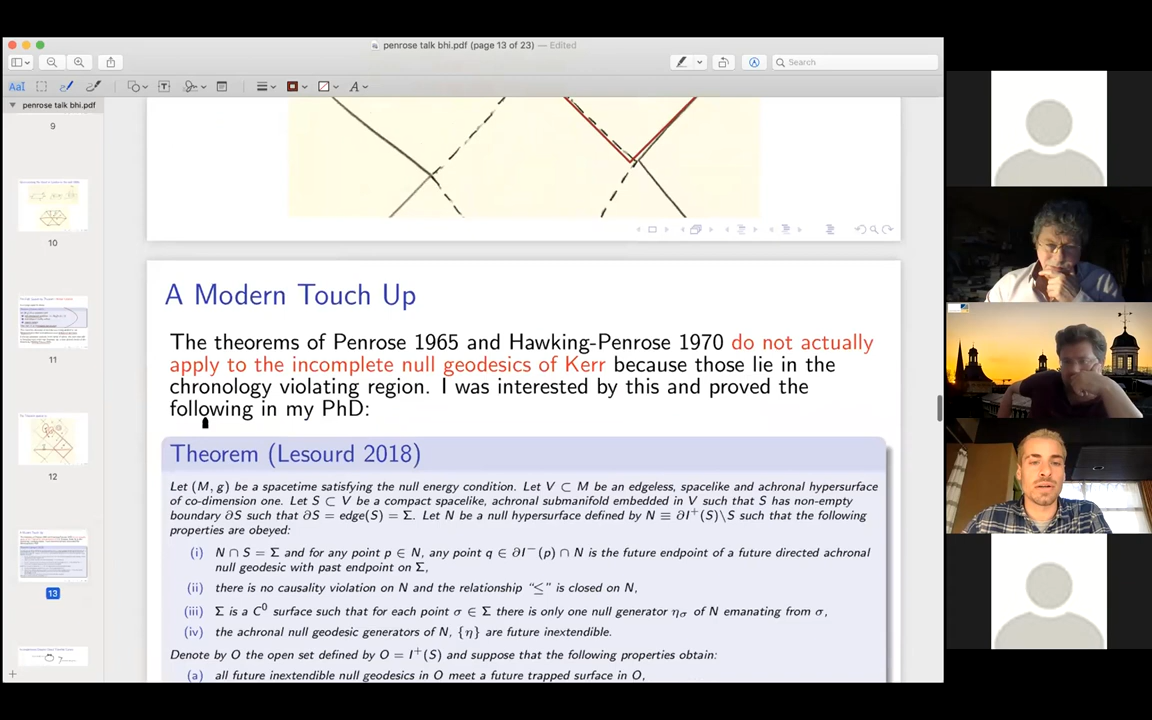 penrose talk bhi.pdf (page 13 of 23) — Edited
Search
penrose talk bhi.pdf
9
10
11
12
13
A Modern Touch Up
The theorems of Penrose 1965 and Hawking-Penrose 1970 do not actually
apply to the incomplete null geodesics of Kerr because those lie in the
chronology violating region. I was interested by this and proved the
following in my PhD:
Theorem (Lesourd 2018)
Let (M, g) be a spacetime satisfying the null energy condition. Let V ⊂ M be an edgeless, spacelike and achronal hypersurface
of co-dimension one. Let S ⊂ V be a compact spacelike, achronal submanifold embedded in V such that S has non-empty
boundary ∂S such that ∂S = edge(S) = Σ. Let N be a null hypersurface defined by N ≡ ∂I⁺(S)\S such that the following
properties are obeyed:
(i) N ∩ S = Σ and for any point p ∈ N, any point q ∈ ∂I⁻(p) ∩ N is the future endpoint of a future directed achronal
null geodesic with past endpoint on Σ,
(ii) there is no causality violation on N and the relationship "≤" is closed on N,
(iii) Σ is a C⁰ surface such that for each point σ ∈ Σ there is only one null generator ησ of N emanating from σ,
(iv) the achronal null geodesic generators of N, {η} are future inextendible.
Denote by O the open set defined by O = I⁺(S) and suppose that the following properties obtain:
(a) all future inextendible null geodesics in O meet a future trapped surface in O,